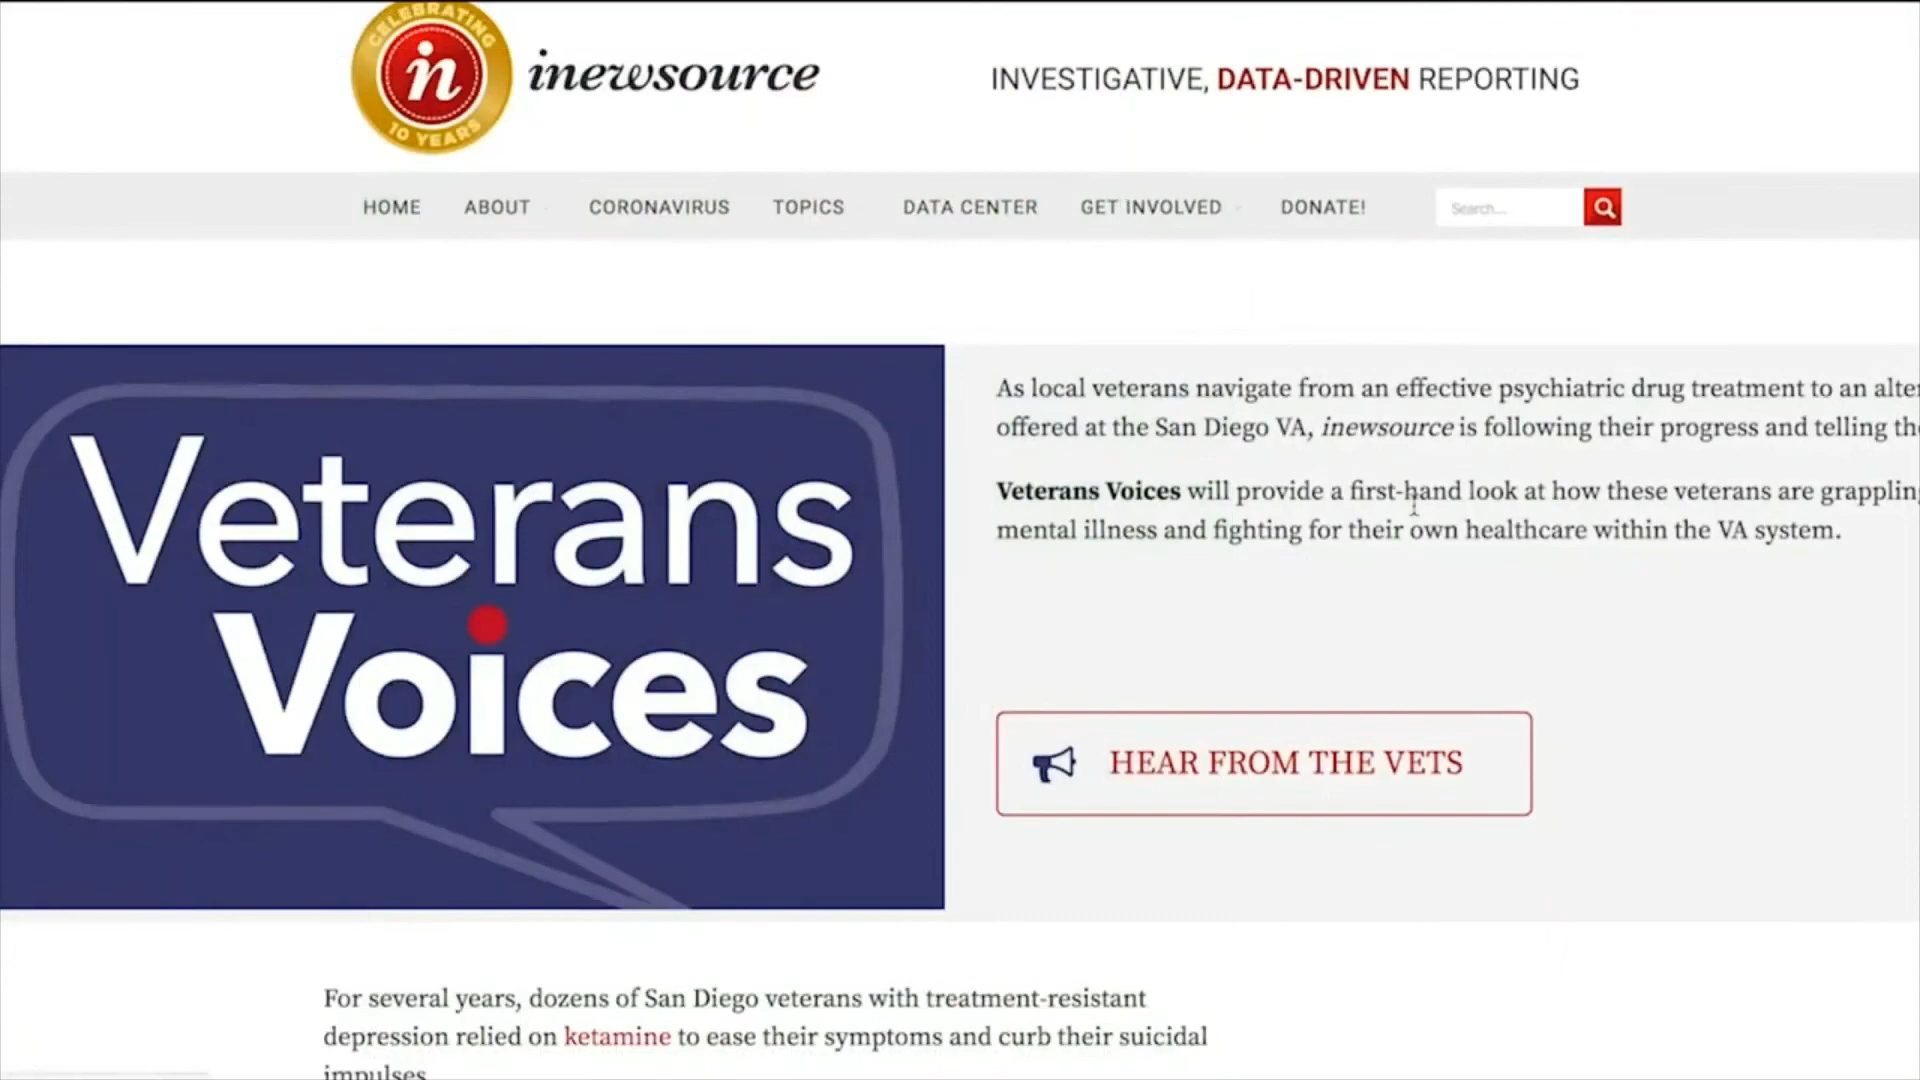 CELEBRATING
in
10 YEARS
inewsource
INVESTIGATIVE, DATA-DRIVEN REPORTING
HOME ABOUT CORONAVIRUS TOPICS DATA CENTER GET INVOLVED DONATE! Search...
Veterans
Voices
As local veterans navigate from an effective psychiatric drug treatment to an
offered at the San Diego VA, inewsource is following their progress and telling
Veterans Voices will provide a first-hand look at how these veterans are
mental illness and fighting for their own healthcare within the VA system.
HEAR FROM THE VETS
For several years, dozens of San Diego veterans with treatment-resistant
depression relied on ketamine to ease their symptoms and curb their suicidal
impulses